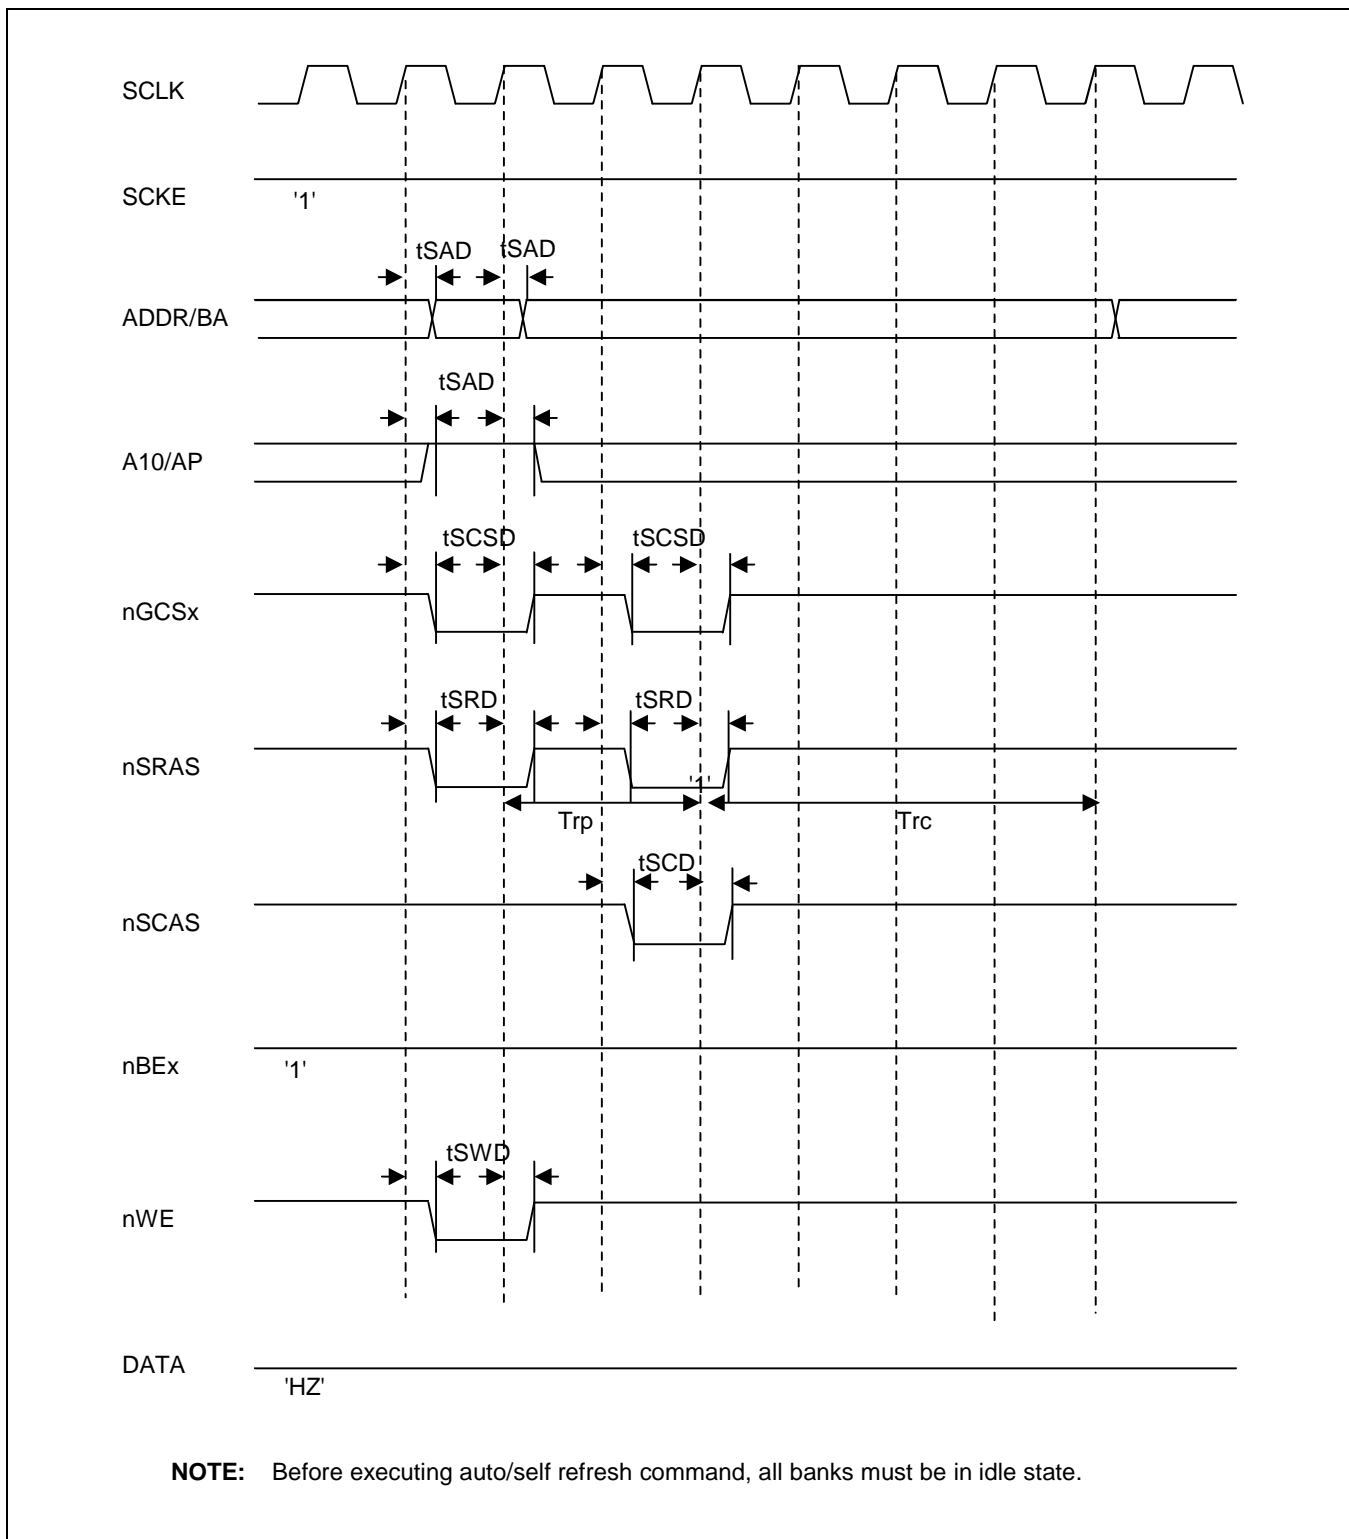 SCLK
SCKE
'1'
tSAD tSAD
ADDR/BA
tSAD
A10/AP
tSCSD tSCSD
nGCSx
tSRD tSRD
nSRAS
'1'
Trp Trc
tSCD
nSCAS
nBEx
'1'
tSWD
nWE
DATA
'HZ'
NOTE: Before executing auto/self refresh command, all banks must be in idle state.